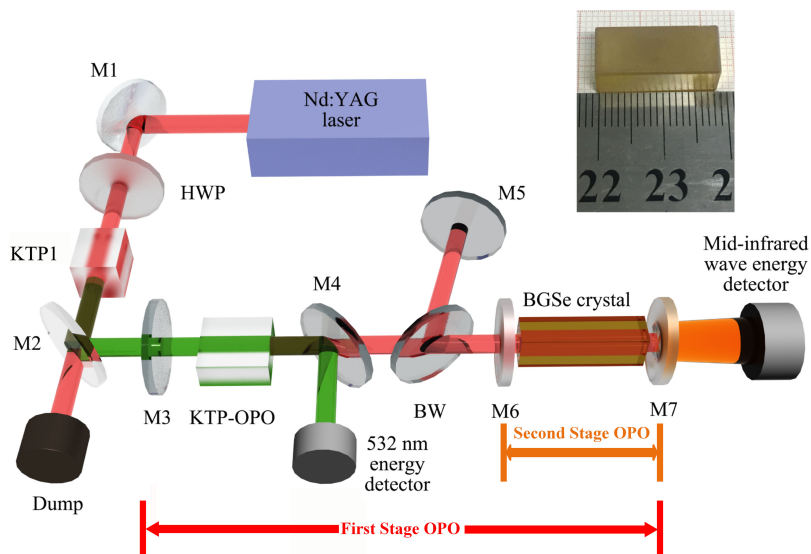 M1
Nd:YAG
laser
HWP
M5
22 23 2
KTP1
M4
BGSe crystal
Mid-infrared
wave energy
detector
M2
M3
KTP-OPO
BW
M6
M7
532 nm
energy
detector
Second Stage OPO
Dump
First Stage OPO